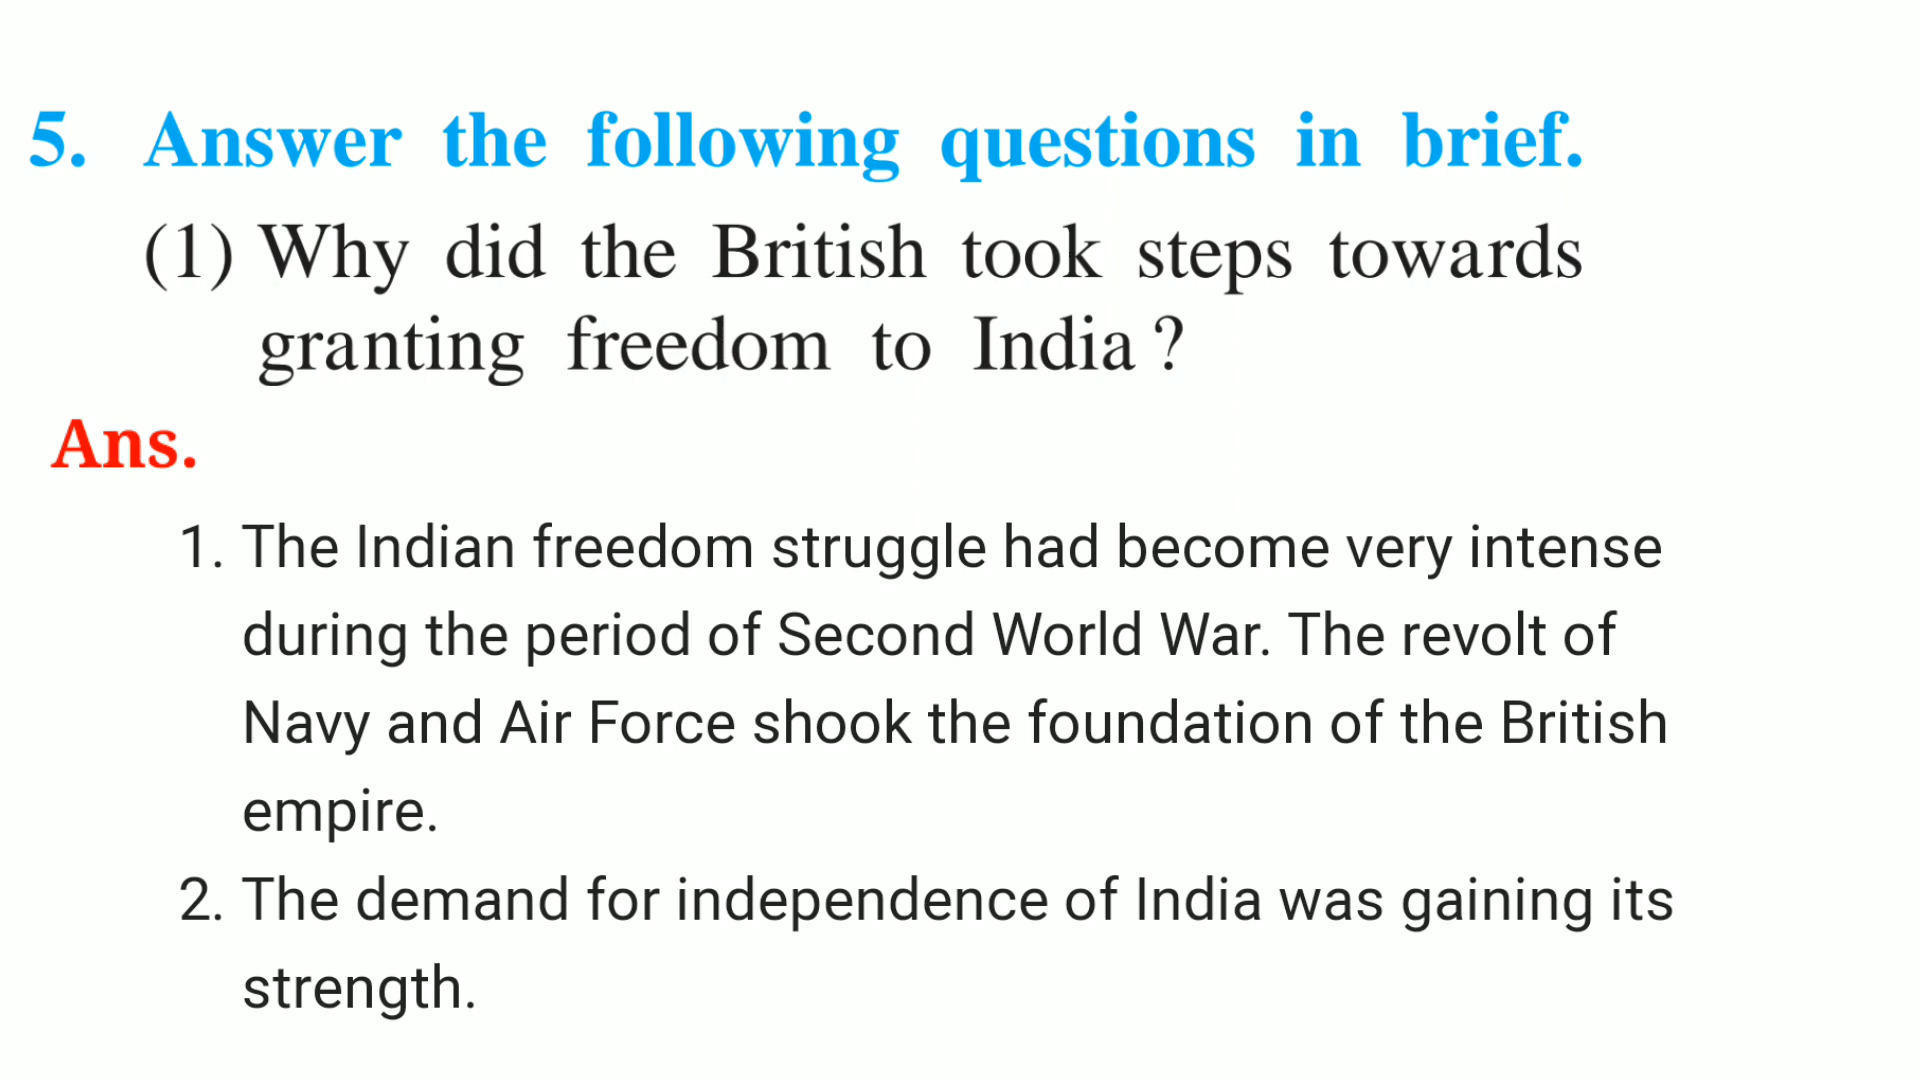 5. Answer the following questions in brief.
(1) Why did the British took steps towards
granting freedom to India ?
Ans.
1. The Indian freedom struggle had become very intense
during the period of Second World War. The revolt of
Navy and Air Force shook the foundation of the British
empire.
2. The demand for independence of India was gaining its
strength.